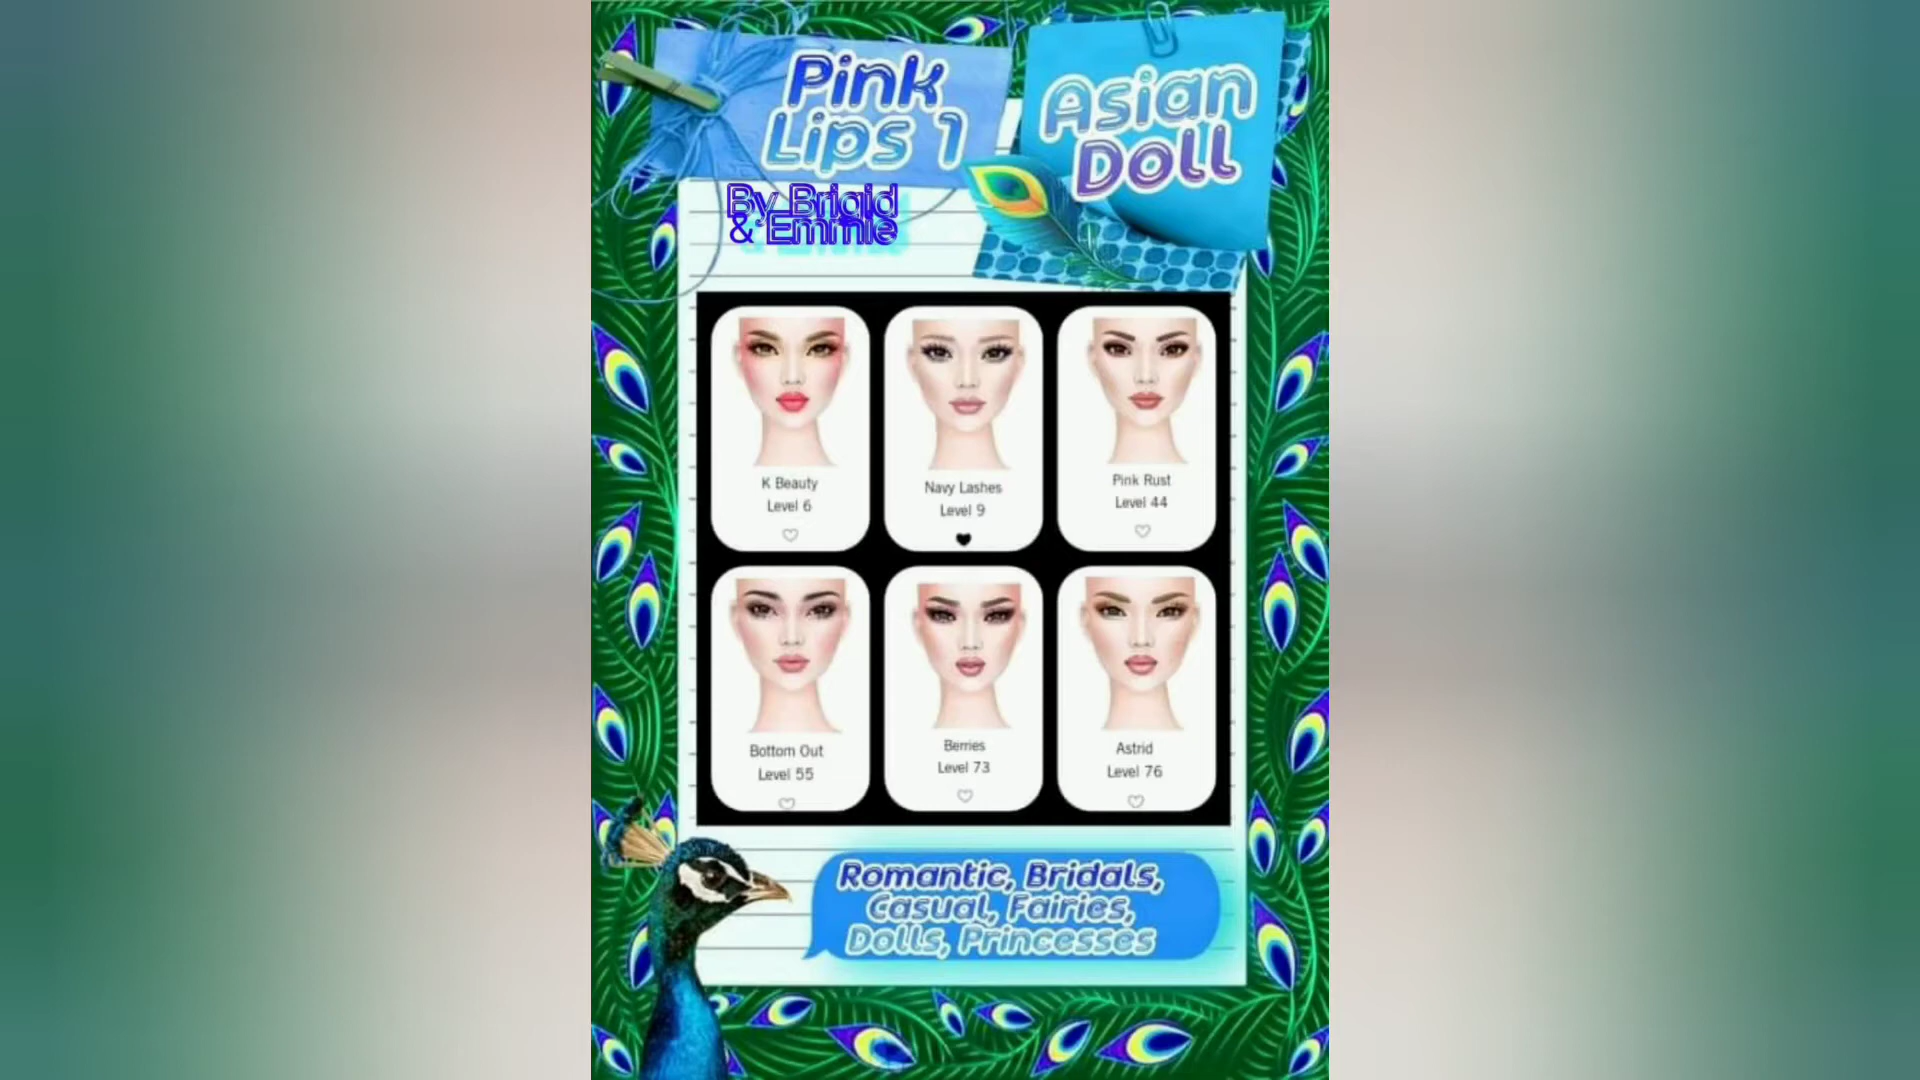 Pink
Lips 1
Asian
Doll
By Brigid
& Emmie
K Beauty
Level 6
Navy Lashes
Level 9
Pink Rust
Level 44
Bottom Out
Level 55
Berries
Level 73
Astrid
Level 76
Romantic, Bridals,
Casual, Fairies,
Dolls, Princesses